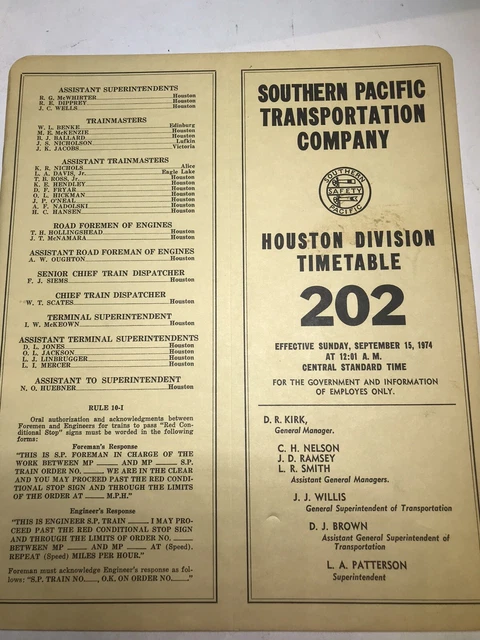 ASSISTANT SUPERINTENDENTS
R. G. McWHIRTER Houston
R. E. DIPPREY Houston
J. C. WELLS Houston
TRAINMASTERS
W. L. BENKE Edinburg
M. E. McKENZIE Houston
B. J. BALLARD Houston
J. S. NICHOLSON Lufkin
J. K. JACOBS Victoria
ASSISTANT TRAINMASTERS
K. R. NICHOLS Alice
L. A. DAVIS, Jr. Eagle Lake
T. B. ROSS, Jr. Houston
K. E. HENDLEY Houston
D. F. FRYAR Houston
O. L. HICKMAN Houston
J. P. O'NEAL Houston
A. F. NADOLSKI Houston
H. C. HANSEN Houston
ROAD FOREMEN OF ENGINES
T. H. HOLLINGSHEAD Houston
J. T. McNAMARA Houston
ASSISTANT ROAD FOREMAN OF ENGINES
A. W. OUGHTON Houston
SENIOR CHIEF TRAIN DISPATCHER
F. J. SIEMS Houston
CHIEF TRAIN DISPATCHER
W. T. SCATES Houston
TERMINAL SUPERINTENDENT
I. W. McKEOWN Houston
ASSISTANT TERMINAL SUPERINTENDENTS
D. L. JONES Houston
O. L. JACKSON Houston
L. J. LINBRUGGER Houston
L. I. MERCER Houston
ASSISTANT TO SUPERINTENDENT
N. O. HUEBNER Houston
RULE 10-I
Oral authorization and acknowledgments between
Foremen and Engineers for trains to pass "Red Con-
ditional Stop" signs must be worded in the following
forms:
Foreman's Response
"THIS IS S.P. FOREMAN IN CHARGE OF THE
WORK BETWEEN MP ____ AND MP ____ S.P.
TRAIN ORDER NO. ____ WE ARE IN THE CLEAR
AND YOU MAY PROCEED PAST THE RED CONDI-
TIONAL STOP SIGN AND THROUGH THE LIMITS
OF THE ORDER AT ____ M.P.H."
Engineer's Response
"THIS IS ENGINEER S.P. TRAIN ____, I MAY PRO-
CEED PAST THE RED CONDITIONAL STOP SIGN
AND THROUGH THE LIMITS OF ORDER NO. ____
BETWEEN MP ____ AND MP ____ AT (Speed).
REPEAT (Speed) MILES PER HOUR."
Foreman must acknowledge Engineer's response as fol-
lows: "S.P. TRAIN NO.____, O.K. ON ORDER NO.____"
SOUTHERN PACIFIC
TRANSPORTATION
COMPANY
SOUTHERN
SAFETY
PACIFIC
HOUSTON DIVISION
TIMETABLE
202
EFFECTIVE SUNDAY, SEPTEMBER 15, 1974
AT 12:01 A. M.
CENTRAL STANDARD TIME
FOR THE GOVERNMENT AND INFORMATION
OF EMPLOYES ONLY.
D. R. KIRK,
General Manager.
C. H. NELSON
J. D. RAMSEY
L. R. SMITH
Assistant General Managers.
J. J. WILLIS
General Superintendent of Transportation
D. J. BROWN
Assistant General Superintendent of
Transportation
L. A. PATTERSON
Superintendent